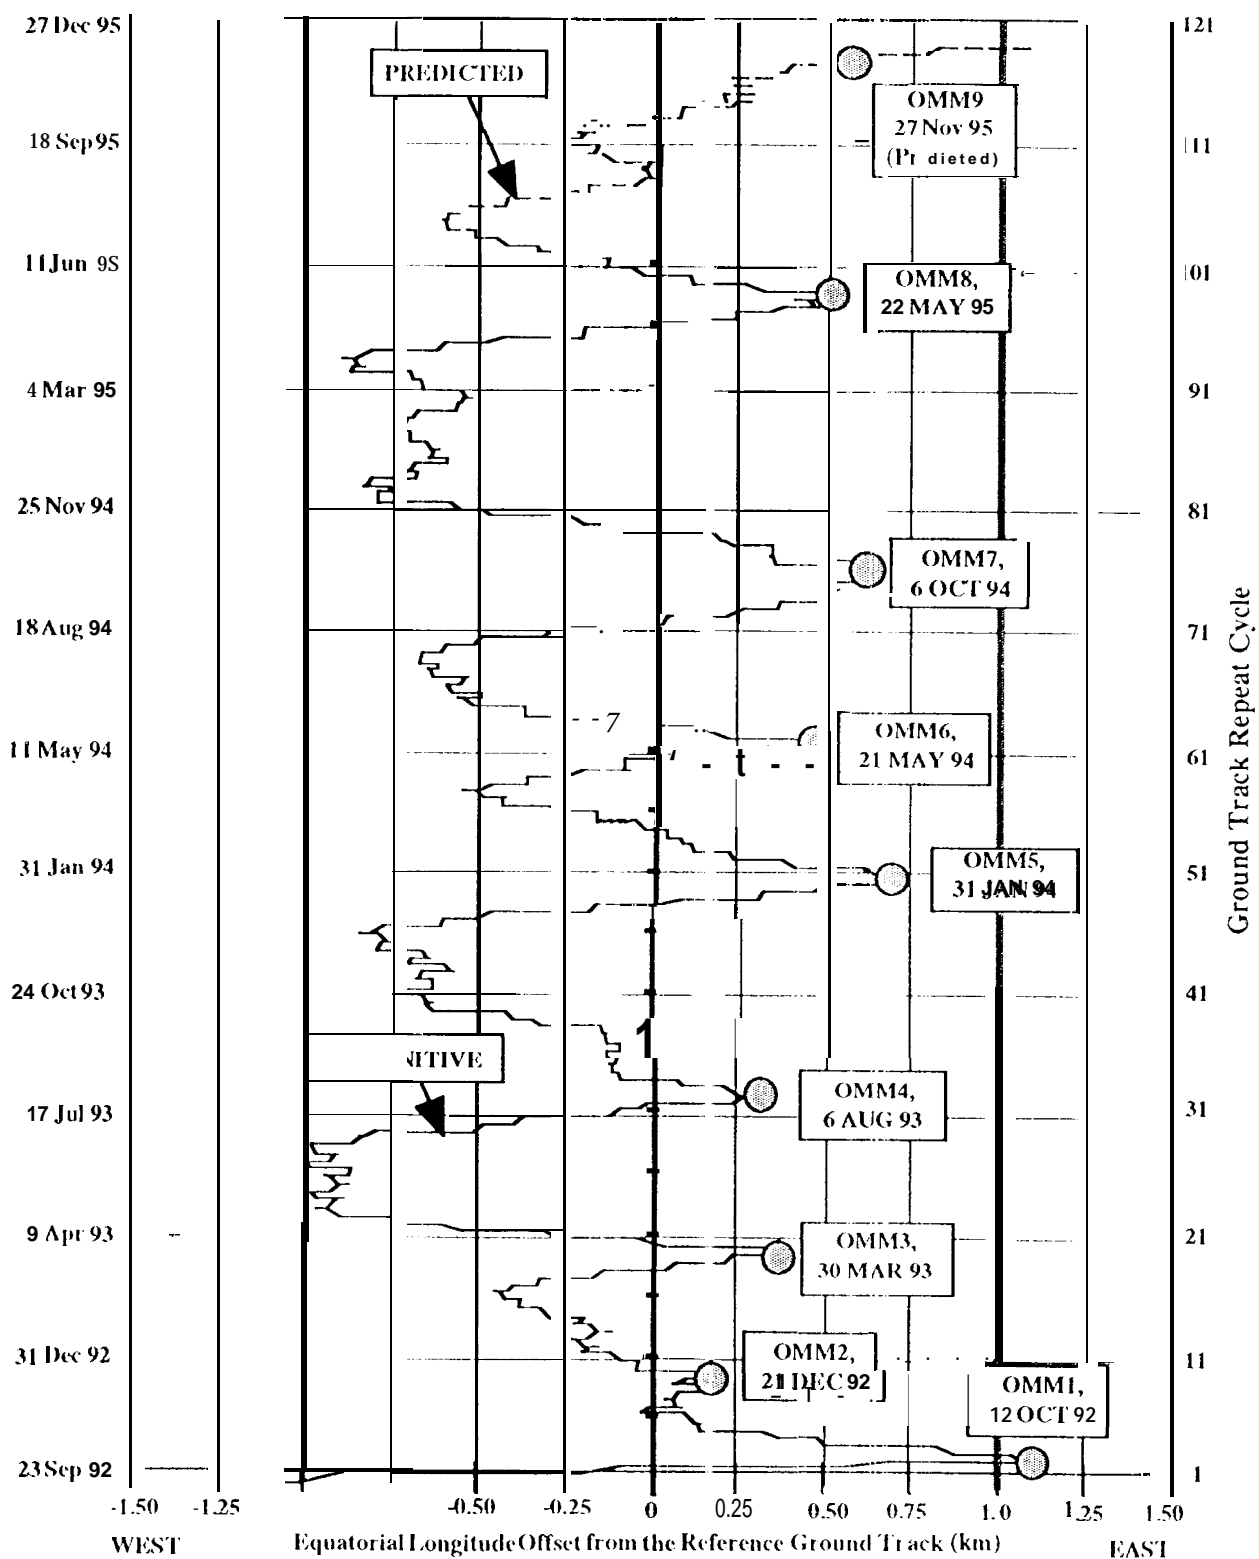 27 Dec 95
121
PREDICTED
OMM9
27 Nov 95
(Pr dieted)
18 Sep 95
111
11 Jun 9S
101
OMM8,
22 MAY 95
4 Mar 95
91
25 Nov 94
81
OMM7,
6 OCT 94
18 Aug 94
71
7
OMM6,
21 MAY 94
11 May 94
61
- t - -
31 Jan 94
51
OMM5,
31 JAN 94
24 Oct 93
41
1
NITIVE
OMM4,
6 AUG 93
17 Jul 93
31
9 Apr 93
21
OMM3,
30 MAR 93
31 Dec 92
11
OMM2,
21 DEC 92
OMM1,
12 OCT 92
23 Sep 92
1
Ground Track Repeat Cycle
-1.50 -1.25 -0.50 -0.25 0 0.25 0.50 0.75 1.0 1.25 1.50
WEST Equatorial Longitude Offset from the Reference Ground Track (km) EAST